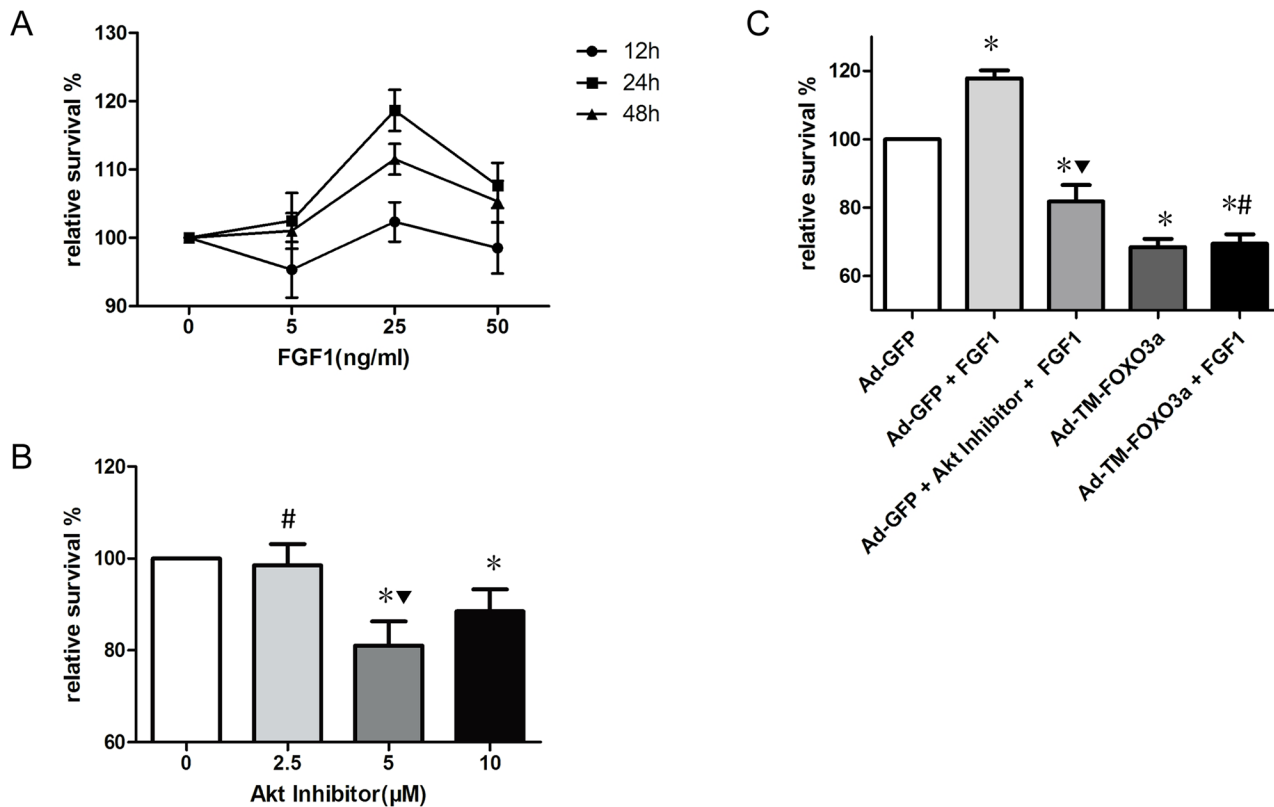 A
130
120
110
100
90
relative survival %
0
5
25
50
FGF1(ng/ml)
12h
24h
48h
B
120
100
80
60
relative survival %
#
*▼
*
0
2.5
5
10
Akt Inhibitor(μM)
C
120
100
80
60
relative survival %
*
*▼
*
*#
Ad-GFP
Ad-GFP + FGF1
Ad-GFP + Akt Inhibitor + FGF1
Ad-TM-FOXO3a
Ad-TM-FOXO3a + FGF1